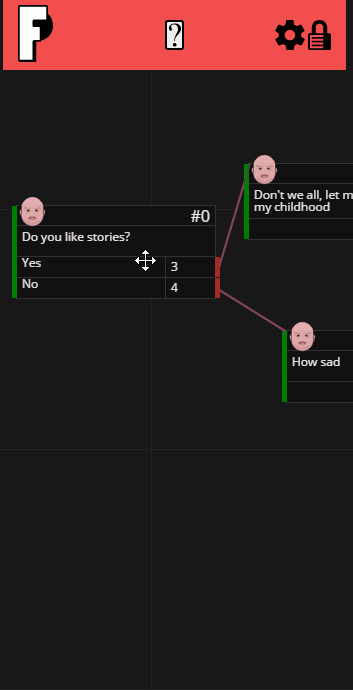 ?
#0
Do you like stories?
Yes
3
No
4
Don't we all, let m
my childhood
How sad